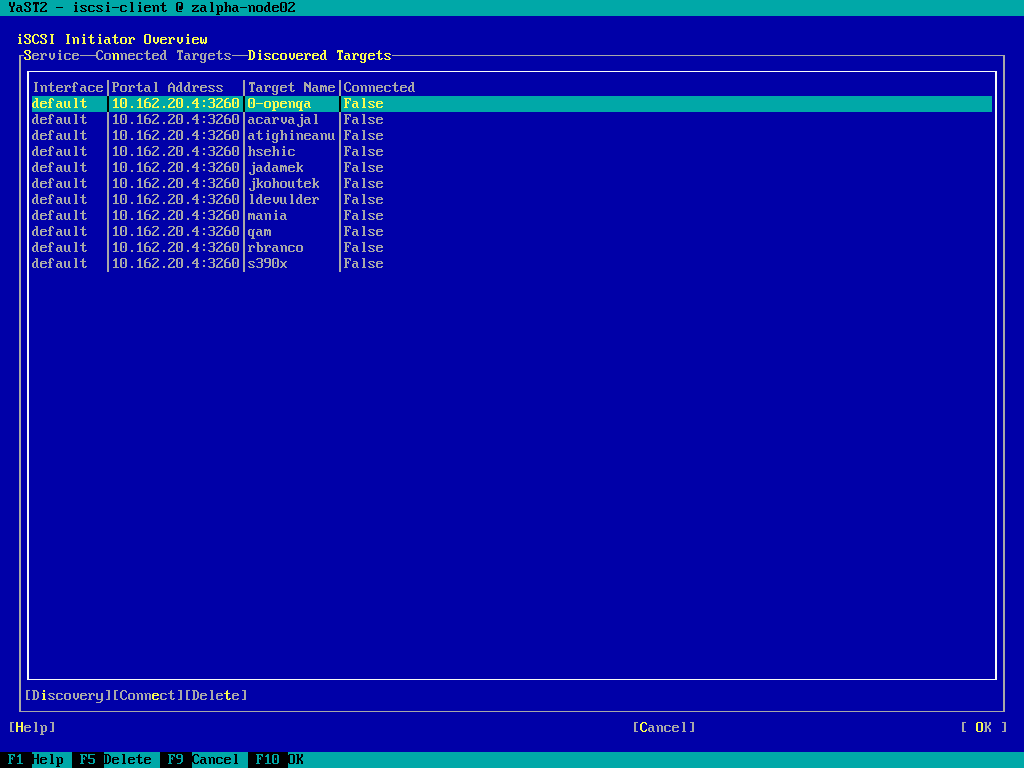 YaST2 - iscsi-client @ zalpha-node02
iSCSI Initiator Overview
Service—Connected Targets—Discovered Targets
Interface|Portal Address |Target Name|Connected
default |10.162.20.4:3260|0-openqa |False
default |10.162.20.4:3260|acarvajal |False
default |10.162.20.4:3260|atighineanu|False
default |10.162.20.4:3260|hsehic |False
default |10.162.20.4:3260|jadamek |False
default |10.162.20.4:3260|jkohoutek |False
default |10.162.20.4:3260|ldevulder |False
default |10.162.20.4:3260|mania |False
default |10.162.20.4:3260|qam |False
default |10.162.20.4:3260|rbranco |False
default |10.162.20.4:3260|s390x |False
[Discovery][Connect][Delete]
[Help] [Cancel] [ OK ]
F1 Help F5 Delete F9 Cancel F10 OK